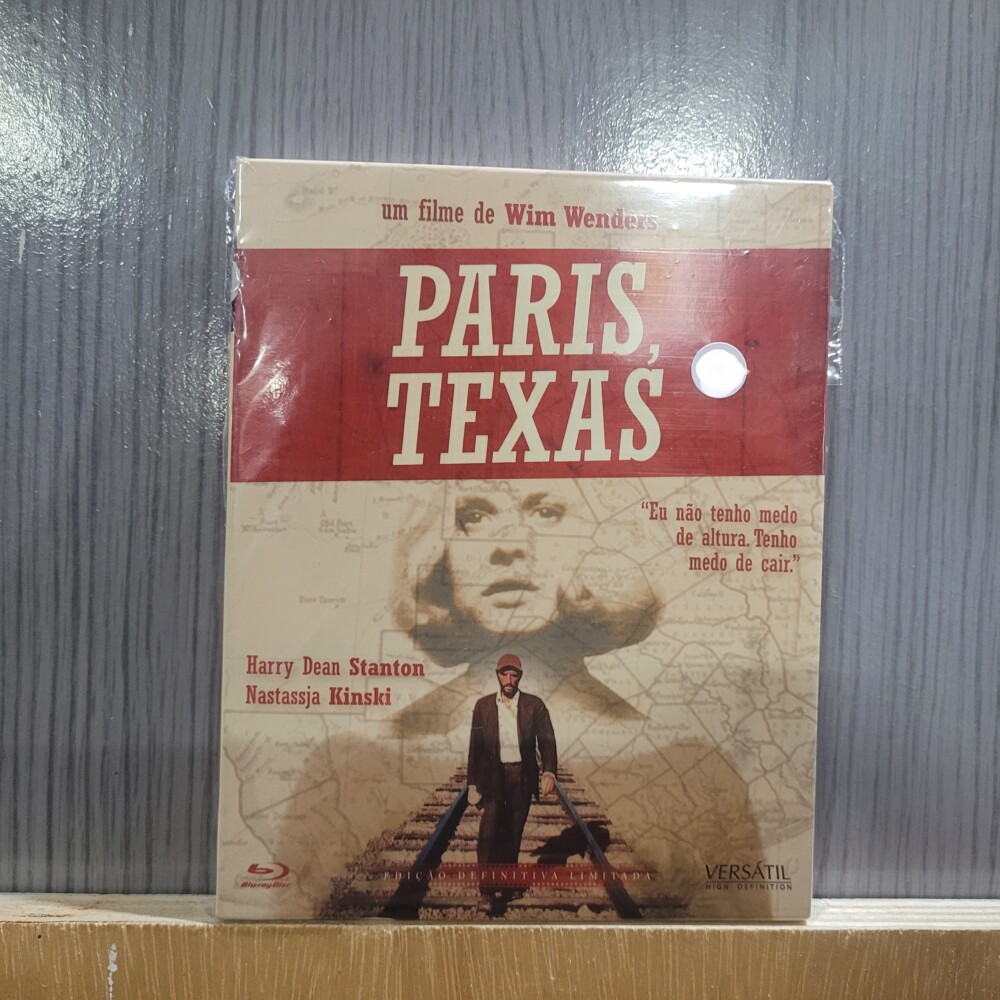 um filme de Wim Wenders
PARIS,
TEXAS
“Eu não tenho medo
de altura. Tenho
medo de cair.”
Harry Dean Stanton
Nastassja Kinski
EDIÇÃO DEFINITIVA LIMITADA
Blu-ray Disc
VERSÁTIL
HIGH DEFINITION